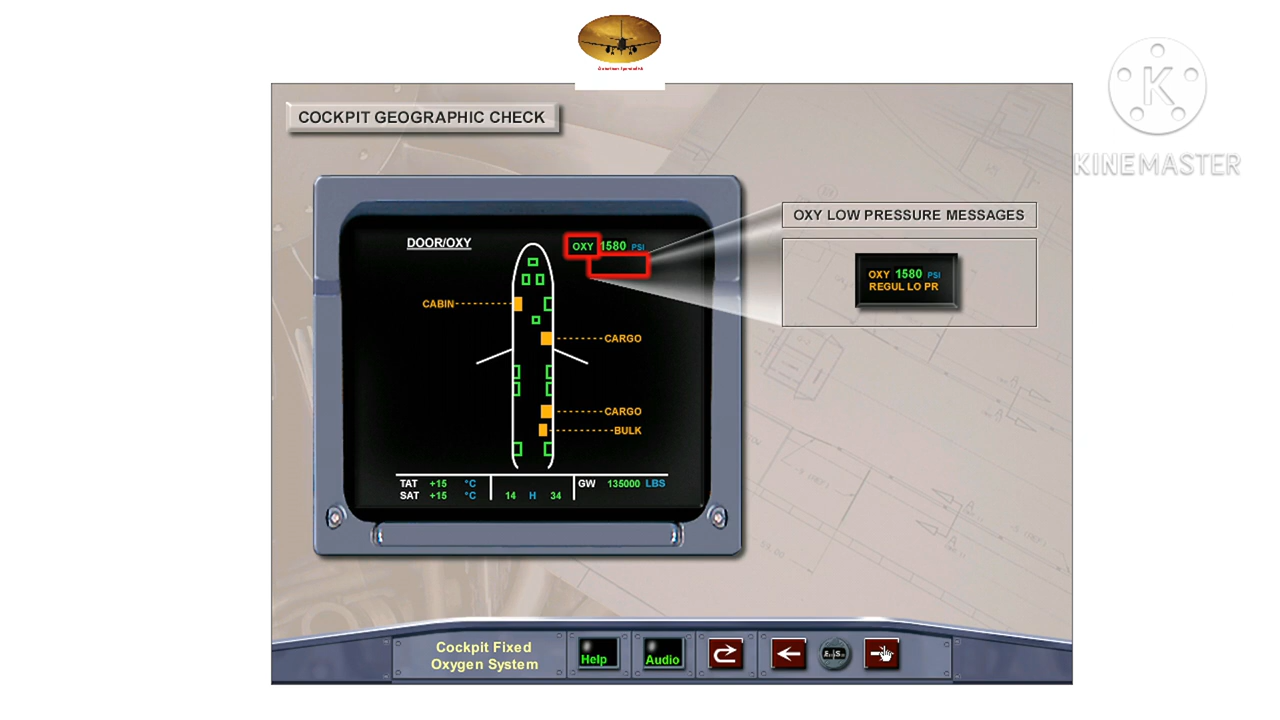 KINEMASTER
COCKPIT GEOGRAPHIC CHECK
OXY LOW PRESSURE MESSAGES
DOOR/OXY
OXY 1580 PSI
OXY 1580 PSI
REGUL LO PR
CABIN
CARGO
CARGO
BULK
TAT +15 °C
GW 135000 LBS
SAT +15 °C
14 H 34
Cockpit Fixed
Oxygen System
Help
Audio